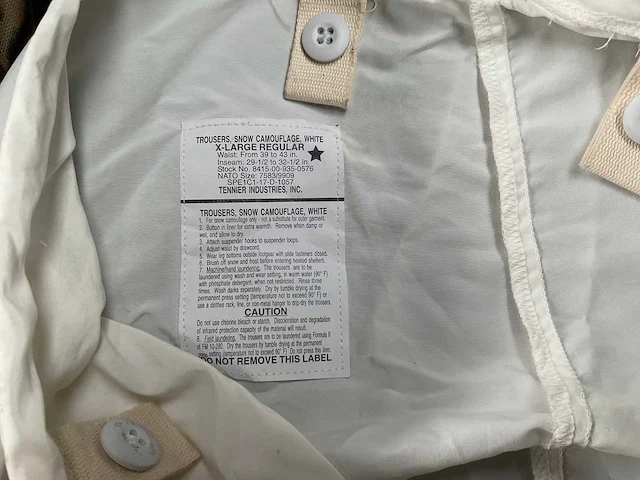 TROUSERS, SNOW CAMOUFLAGE, WHITE
X-LARGE REGULAR
Waist: From 39 to 43 in.
Inseam: 29-1/2 to 32-1/2 in.
Stock No. 8415-00-935-0576
NATO Size: 7583/9909
SPE1C1-17-D-1057
TENNIER INDUSTRIES, INC.
TROUSERS, SNOW CAMOUFLAGE, WHITE
1. For snow camouflage only - not a substitute for outer garment.
2. Button in liner for extra warmth. Remove when damp or
wet, and allow to dry.
3. Attach suspender hooks to suspender loops.
4. Adjust waist by drawcord.
5. Wear leg bottoms outside footgear with slide fasteners closed.
6. Brush off snow and frost before entering heated shelters.
7. Machine/hand laundering. The trousers are to be
laundered using wash and wear setting, in warm water (90° F)
with phosphate detergent, when not restricted. Rinse three
times. Wash darks seperately. Dry by tumble drying at the
permanent press setting (temperature not to exceed 90° F) or
use a clothes rack, line, or non-metal hanger to drip-dry the trousers.
CAUTION
Do not use chlorine bleach or starch. Discoloration and degradation
of infrared protection capacity of the material will result.
8. Field laundering. The trousers are to be laundered using Formula II
of FM 10-280. Dry the trousers by tumble drying at the permanent
press setting (temperature not to exceed 90° F). Do not press this item.
DO NOT REMOVE THIS LABEL